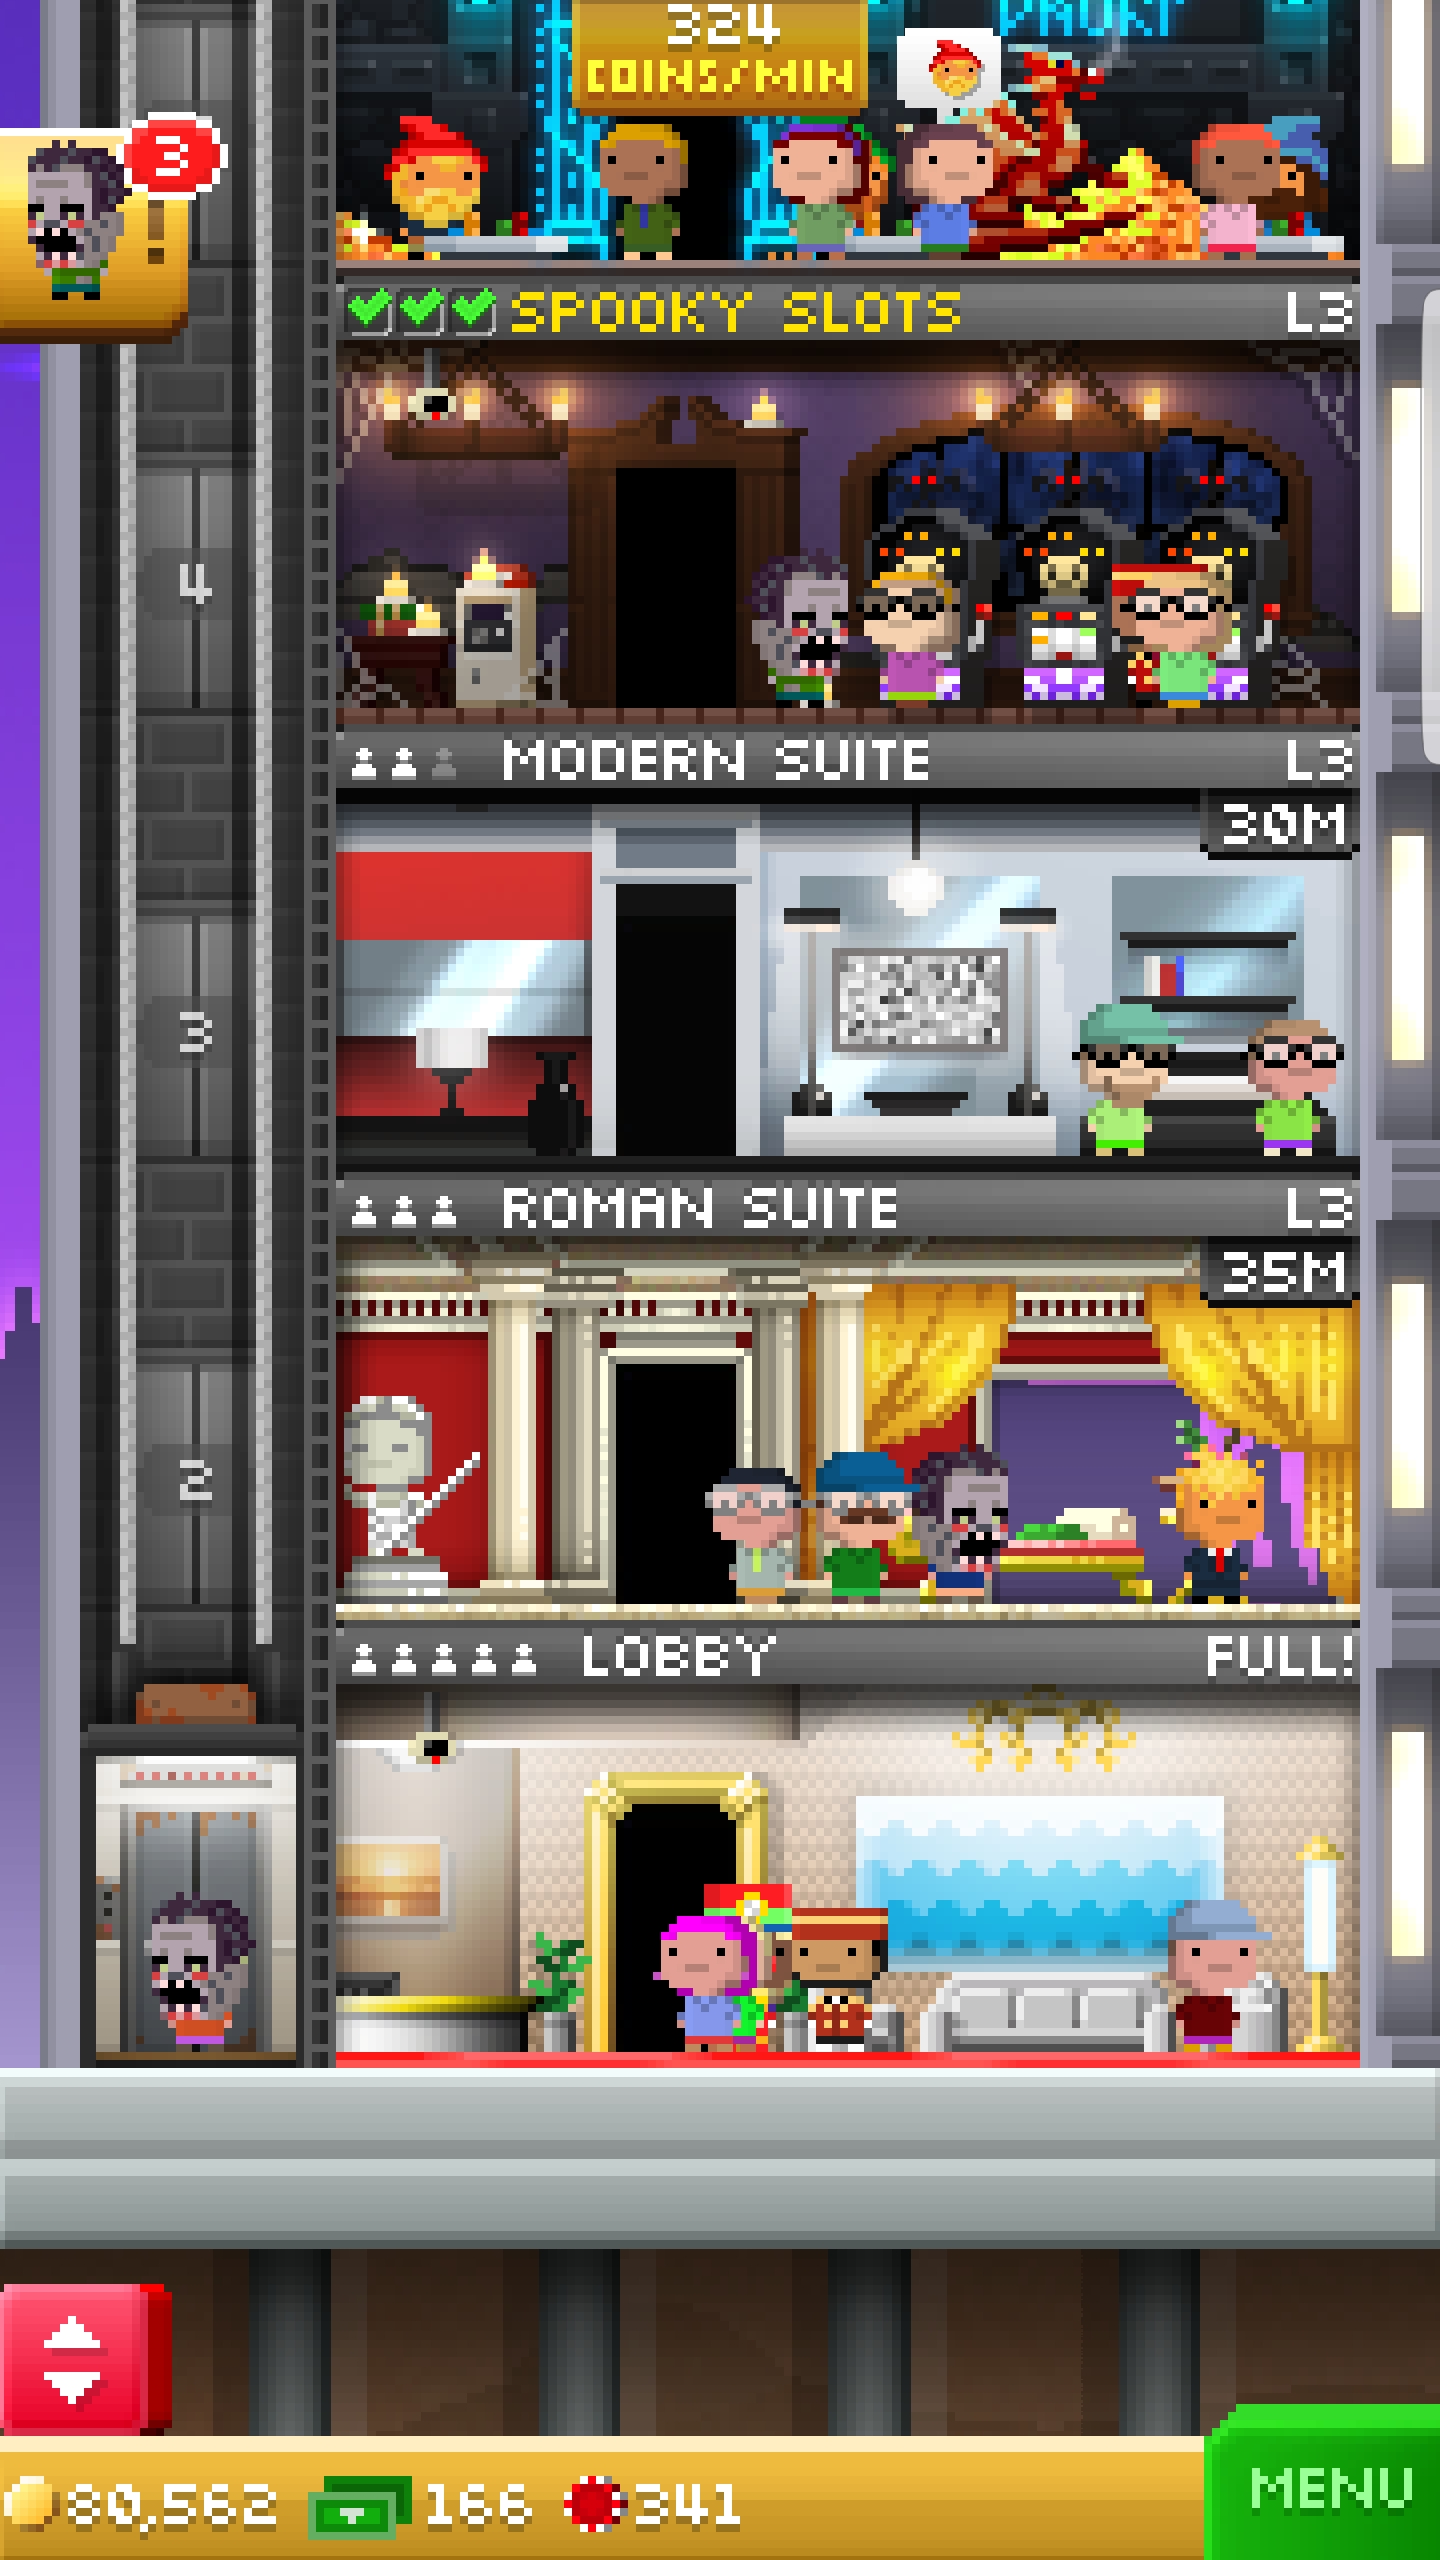 324
COINS/MIN
3
!
SPOOKY SLOTS L3
4
MODERN SUITE L3
30M
3
ROMAN SUITE L3
35M
2
LOBBY FULL!
80,562 166 341
MENU